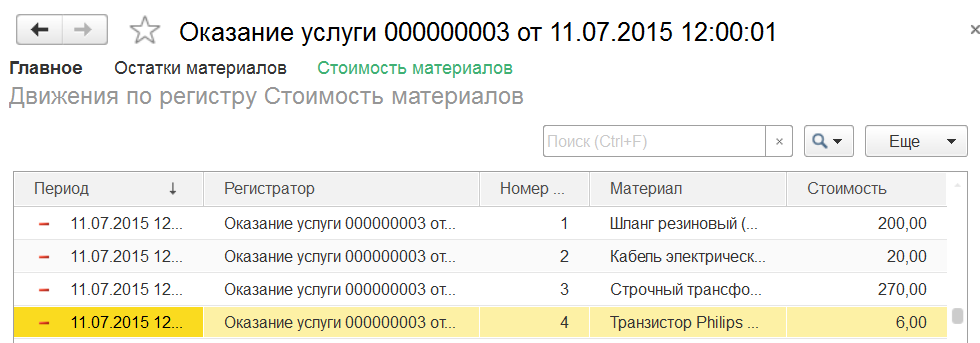 Оказание услуги 000000003 от 11.07.2015 12:00:01
Главное Остатки материалов Стоимость материалов
Движения по регистру Стоимость материалов
Поиск (Ctrl+F) × Еще
Период ↓ Регистратор Номер ... Материал Стоимость
11.07.2015 12... Оказание услуги 000000003 от... 1 Шланг резиновый (... 200,00
11.07.2015 12... Оказание услуги 000000003 от... 2 Кабель электрическ... 20,00
11.07.2015 12... Оказание услуги 000000003 от... 3 Строчный трансфо... 270,00
11.07.2015 12... Оказание услуги 000000003 от... 4 Транзистор Philips ... 6,00